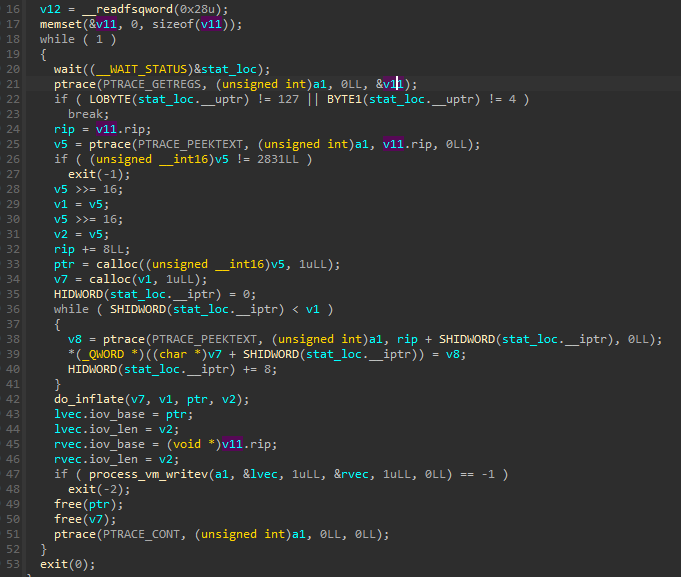 16 v12 = __readfsqword(0x28u);
17 memset(&v11, 0, sizeof(v11));
18 while ( 1 )
19 {
20 wait((__WAIT_STATUS)&stat_loc);
21 ptrace(PTRACE_GETREGS, (unsigned int)a1, 0LL, &v11);
22 if ( LOBYTE(stat_loc.__uptr) != 127 || BYTE1(stat_loc.__uptr) != 4 )
23 break;
24 rip = v11.rip;
25 v5 = ptrace(PTRACE_PEEKTEXT, (unsigned int)a1, v11.rip, 0LL);
26 if ( (unsigned __int16)v5 != 2831LL )
27 exit(-1);
28 v5 >>= 16;
29 v1 = v5;
30 v5 >>= 16;
31 v2 = v5;
32 rip += 8LL;
33 ptr = calloc((unsigned __int16)v5, 1uLL);
34 v7 = calloc(v1, 1uLL);
35 HIDWORD(stat_loc.__iptr) = 0;
36 while ( SHIDWORD(stat_loc.__iptr) < v1 )
37 {
38 v8 = ptrace(PTRACE_PEEKTEXT, (unsigned int)a1, rip + SHIDWORD(stat_loc.__iptr), 0LL);
39 *(_QWORD *)((char *)v7 + SHIDWORD(stat_loc.__iptr)) = v8;
40 HIDWORD(stat_loc.__iptr) += 8;
41 }
42 do_inflate(v7, v1, ptr, v2);
43 lvec.iov_base = ptr;
44 lvec.iov_len = v2;
45 rvec.iov_base = (void *)v11.rip;
46 rvec.iov_len = v2;
47 if ( process_vm_writev(a1, &lvec, 1uLL, &rvec, 1uLL, 0LL) == -1 )
48 exit(-2);
49 free(ptr);
50 free(v7);
51 ptrace(PTRACE_CONT, (unsigned int)a1, 0LL, 0LL);
52 }
53 exit(0);